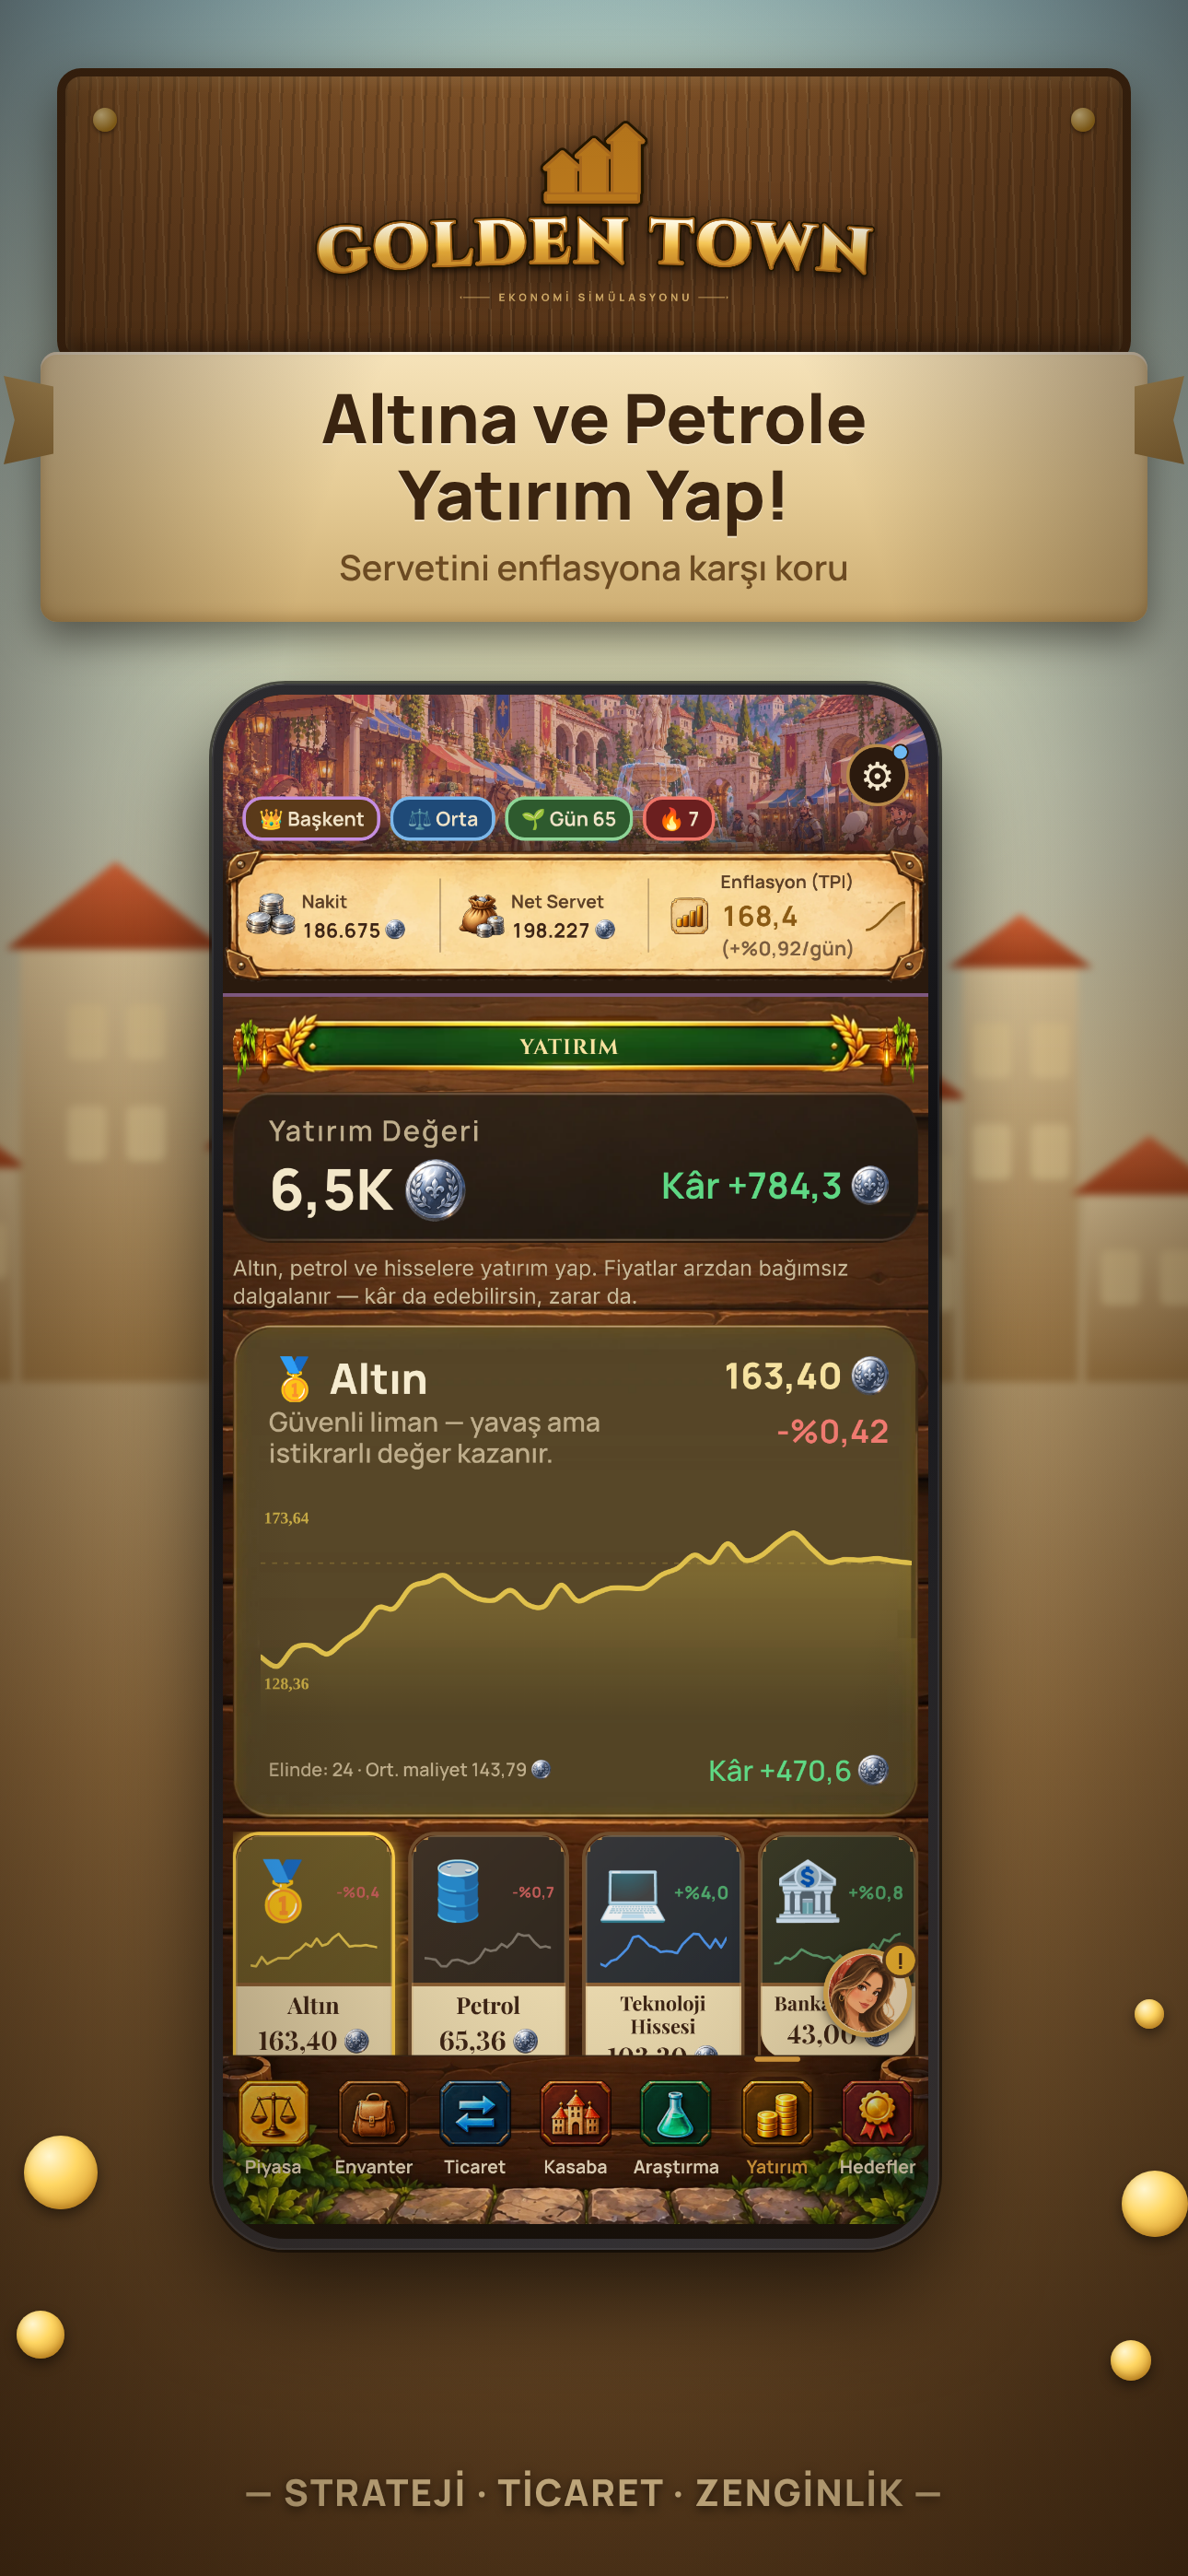 GOLDEN TOWN
EKONOMİ SİMÜLASYONU
Altına ve Petrole
Yatırım Yap!
Servetini enflasyona karşı koru
Başkent
Orta
Gün 65
7
Nakit
186.675
Net Servet
198.227
Enflasyon (TPI)
168,4
(+%0,92/gün)
YATIRIM
Yatırım Değeri
6,5K
Kâr +784,3
Altın, petrol ve hisselere yatırım yap. Fiyatlar arzdan bağımsız
dalgalanır — kâr da edebilirsin, zarar da.
Altın
163,40
Güvenli liman — yavaş ama
istikrarlı değer kazanır.
-%0,42
173,64
128,36
Elinde: 24 · Ort. maliyet 143,79
Kâr +470,6
-%0,4
-%0,7
+%4,0
+%0,8
!
Altın
Petrol
Teknoloji
Hissesi
163,40
65,36
43,00
Piyasa
Envanter
Ticaret
Kasaba
Araştırma
Yatırım
Hedefler
— STRATEJİ · TİCARET · ZENGİNLİK —